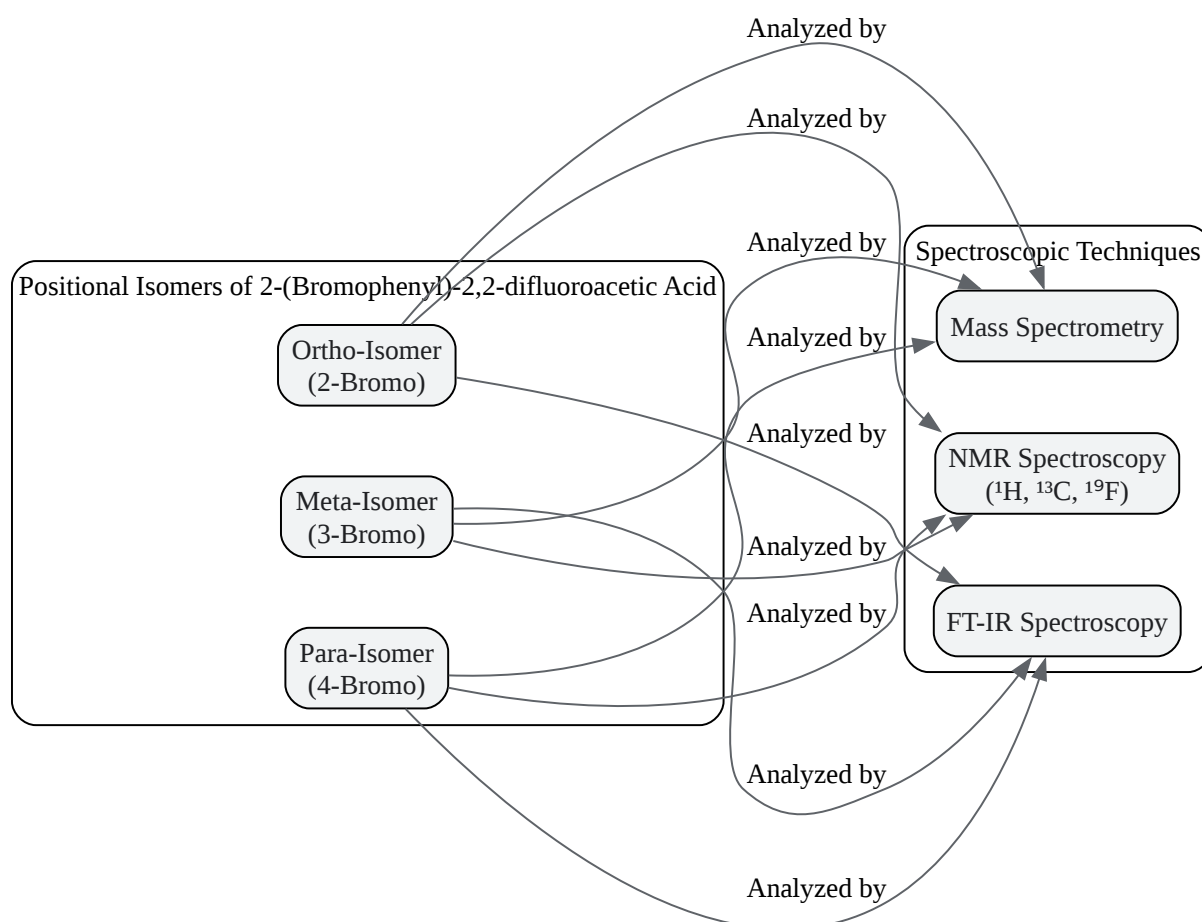 Analyzed by
Analyzed by
Analyzed by
Spectroscopic Techniques
Positional Isomers of 2-(Bromophenyl)-2,2-difluoroacetic Acid
Mass Spectrometry
Analyzed by
Ortho-Isomer
(2-Bromo)
Analyzed by
NMR Spectroscopy
(¹H, ¹³C, ¹⁹F)
Meta-Isomer
(3-Bromo)
Analyzed by
Analyzed by
FT-IR Spectroscopy
Para-Isomer
(4-Bromo)
Analyzed by
Analyzed by